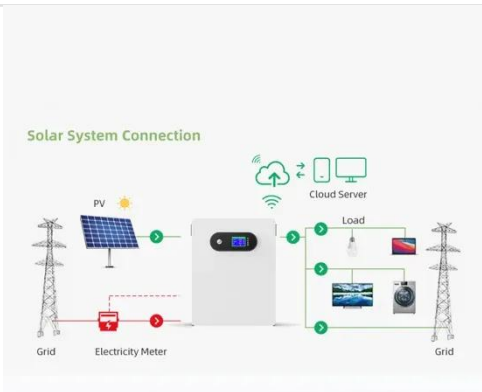 Solar System Connection
Cloud Server
PV
Load
Grid
Electricity Meter
Grid